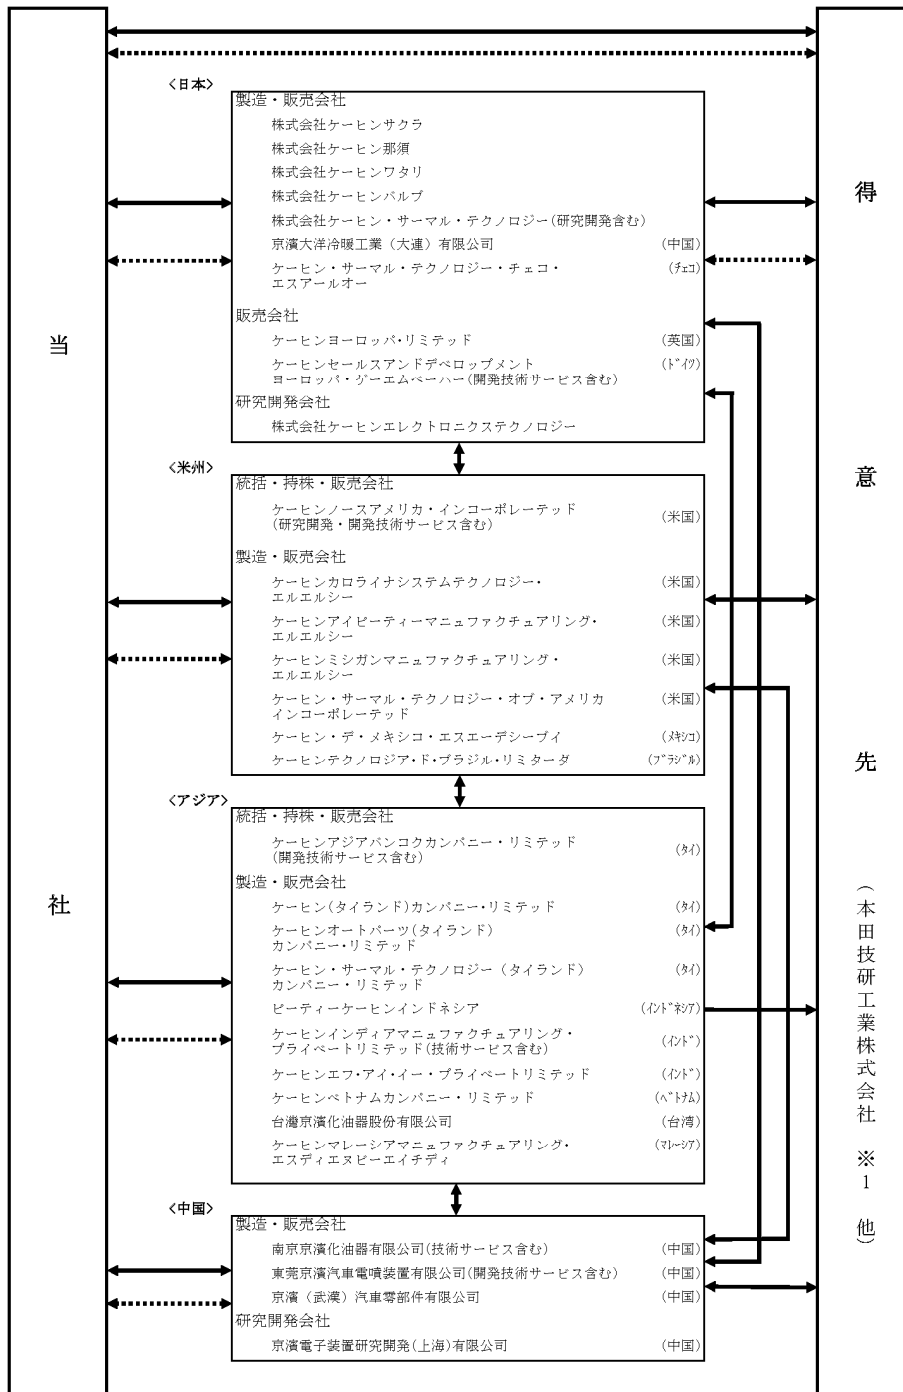 当社
<日本>
製造・販売会社
株式会社ケーヒンサクラ
株式会社ケーヒン那須
株式会社ケーヒンワタリ
株式会社ケーヒンバルブ
株式会社ケーヒン・サーマル・テクノロジー(研究開発含む)
京濱大洋冷暖工業（大連）有限公司 (中国)
ケーヒン・サーマル・テクノロジー・チェコ・ (チェコ)
エスアールオー
販売会社
ケーヒンヨーロッパ・リミテッド (英国)
ケーヒンセールスアンドデベロップメント (ドイツ)
ヨーロッパ・ゲーエムベーハー(開発技術サービス含む)
研究開発会社
株式会社ケーヒンエレクトロニクステクノロジー
<米州>
統括・持株・販売会社
ケーヒンノースアメリカ・インコーポレーテッド (米国)
(研究開発・開発技術サービス含む)
製造・販売会社
ケーヒンカロライナシステムテクノロジー・ (米国)
エルエルシー
ケーヒンアイピーティーマニュファクチュアリング・ (米国)
エルエルシー
ケーヒンミシガンマニュファクチュアリング・ (米国)
エルエルシー
ケーヒン・サーマル・テクノロジー・オブ・アメリカ (米国)
インコーポレーテッド
ケーヒン・デ・メキシコ・エスエーデシーブイ (メキシコ)
ケーヒンテクノロジア・ド・ブラジル・リミターダ (ブラジル)
<アジア>
統括・持株・販売会社
ケーヒンアジアバンコクカンパニー・リミテッド (タイ)
(開発技術サービス含む)
製造・販売会社
ケーヒン(タイランド)カンパニー・リミテッド (タイ)
ケーヒンオートパーツ(タイランド) (タイ)
カンパニー・リミテッド
ケーヒン・サーマル・テクノロジー（タイランド） (タイ)
カンパニー・リミテッド
ピーティーケーヒンインドネシア (インドネシア)
ケーヒンインディアマニュファクチュアリング・ (インド)
プライベートリミテッド(技術サービス含む)
ケーヒンエフ・アイ・イー・プライベートリミテッド (インド)
ケーヒンベトナムカンパニー・リミテッド (ベトナム)
台灣京濱化油器股份有限公司 (台湾)
ケーヒンマレーシアマニュファクチュアリング・ (マレーシア)
エスディエヌビーエイチディ
<中国>
製造・販売会社
南京京濱化油器有限公司(技術サービス含む) (中国)
東莞京濱汽車電噴装置有限公司(開発技術サービス含む) (中国)
京濱（武漢）汽車零部件有限公司 (中国)
研究開発会社
京濱電子装置研究開発(上海)有限公司 (中国)
得意先
（本田技研工業株式会社 ※1 他）